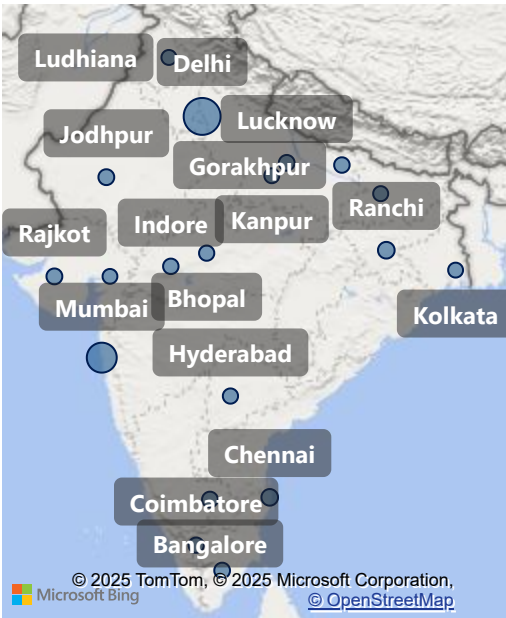 Ludhiana
Delhi
Jodhpur
Lucknow
Gorakhpur
Rajkot
Indore
Kanpur
Ranchi
Mumbai
Bhopal
Kolkata
Hyderabad
Chennai
Coimbatore
Bangalore
© 2025 TomTom, © 2025 Microsoft Corporation,
Microsoft Bing
© OpenStreetMap